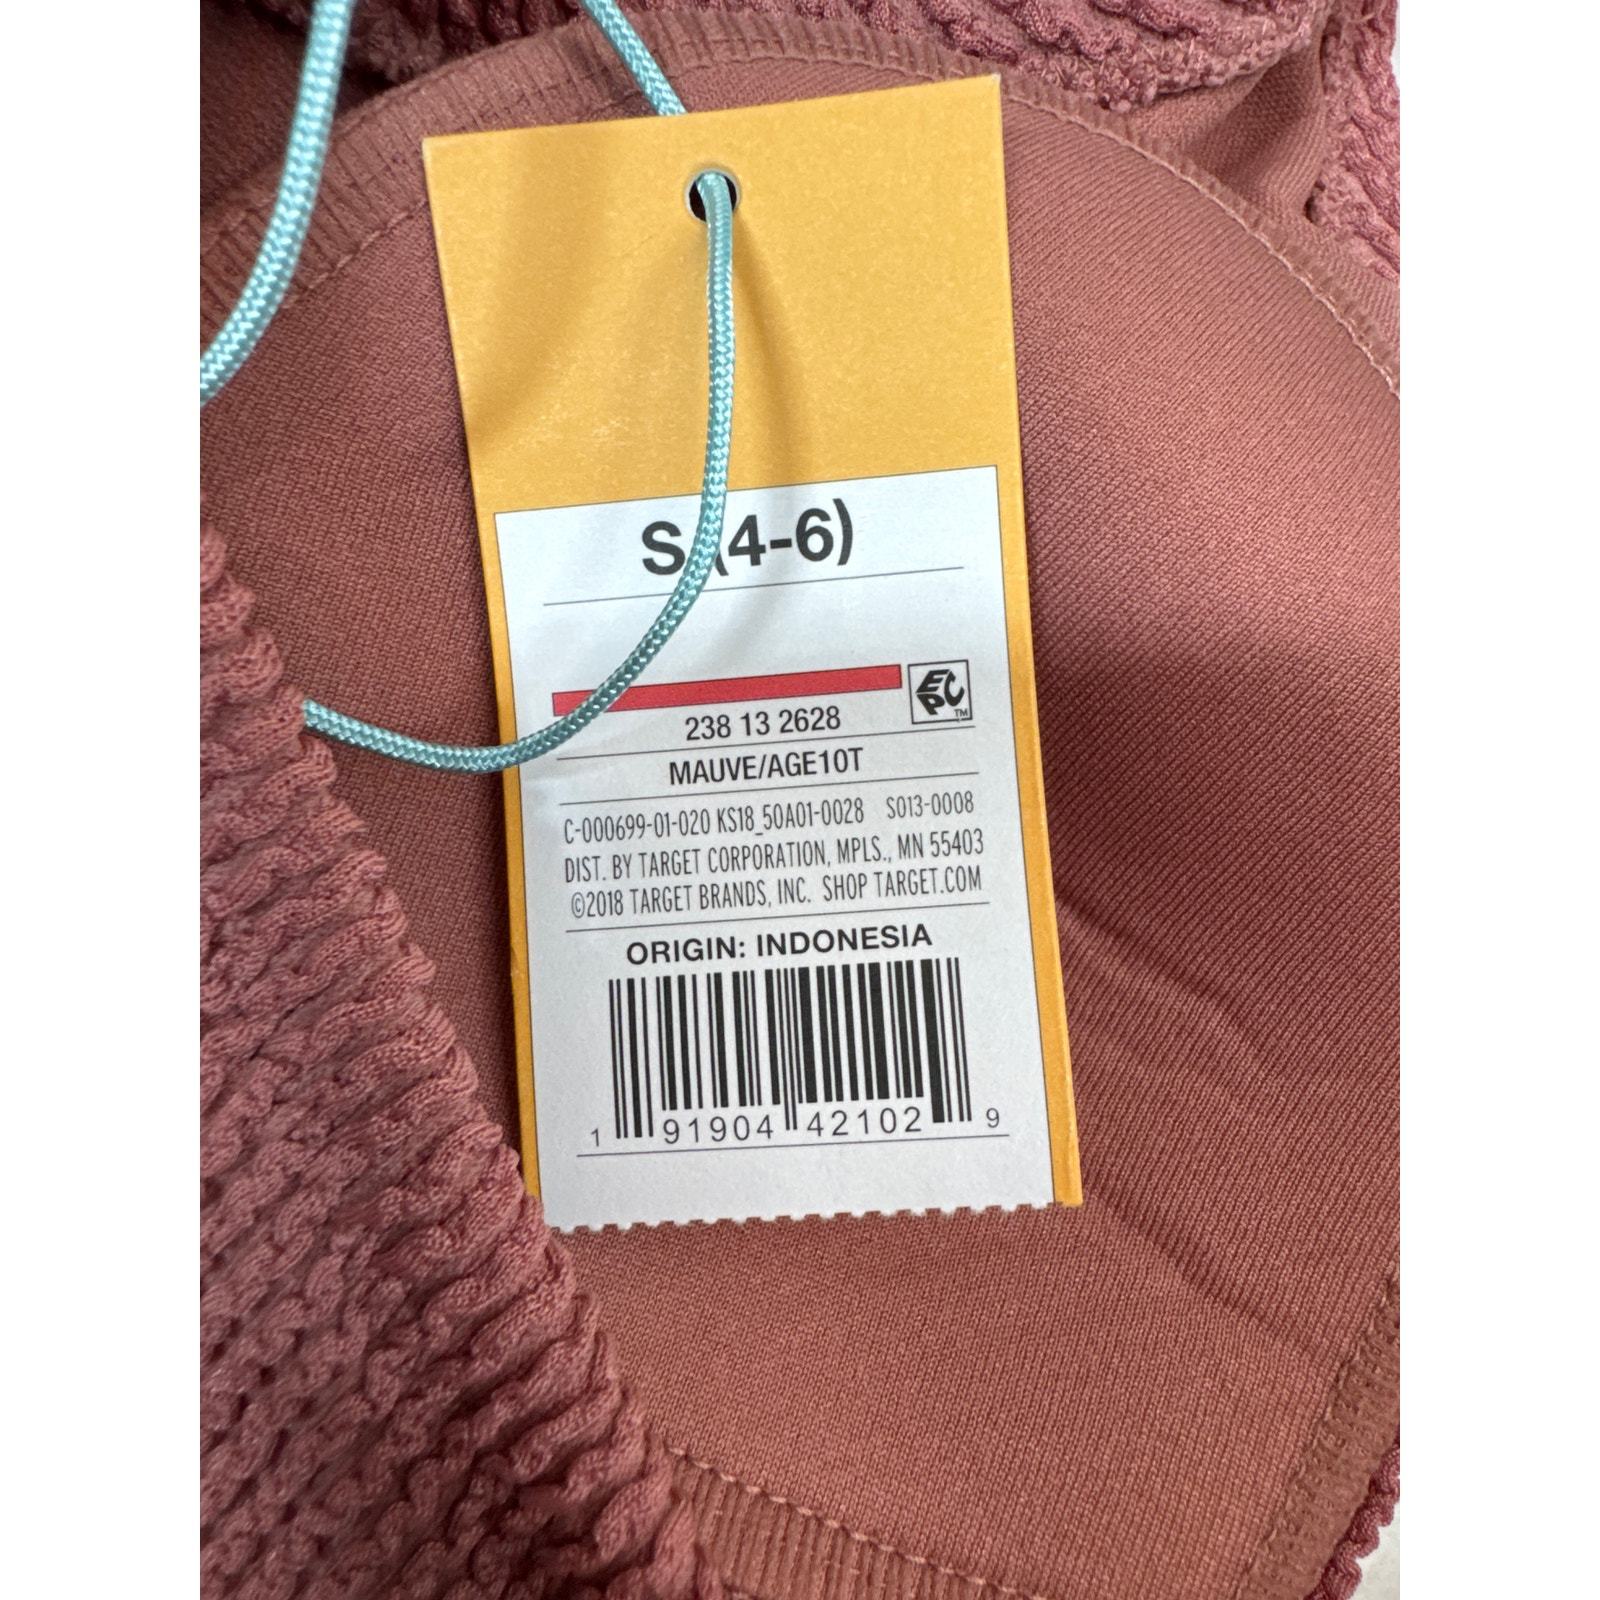 S (4-6)
EPC
TM
238 13 2628
MAUVE/AGE10T
C-000699-01-020 KS18_50A01-0028 S013-0008
DIST. BY TARGET CORPORATION, MPLS., MN 55403
©2018 TARGET BRANDS, INC. SHOP TARGET.COM
ORIGIN: INDONESIA
1 91904 42102 9